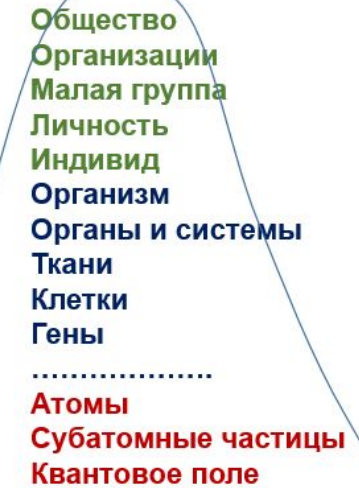 Общество
Организации
Малая группа
Личность
Индивид
Организм
Органы и системы
Ткани
Клетки
Гены
....................
Атомы
Субатомные частицы
Квантовое поле